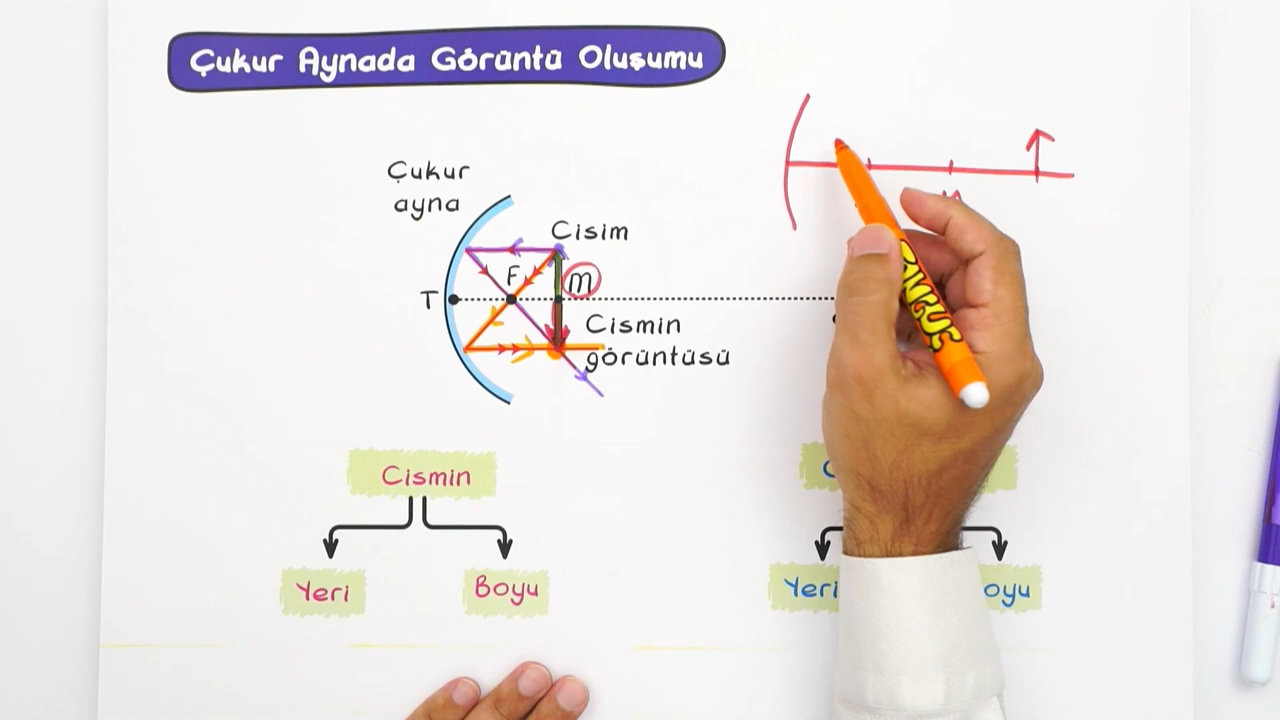 Çukur Aynada Görüntü Oluşumu
Çukur
ayna
Cisim
F
m
T
Cismin
görüntüsü
Cismin
Yeri
Boyu
Yeri